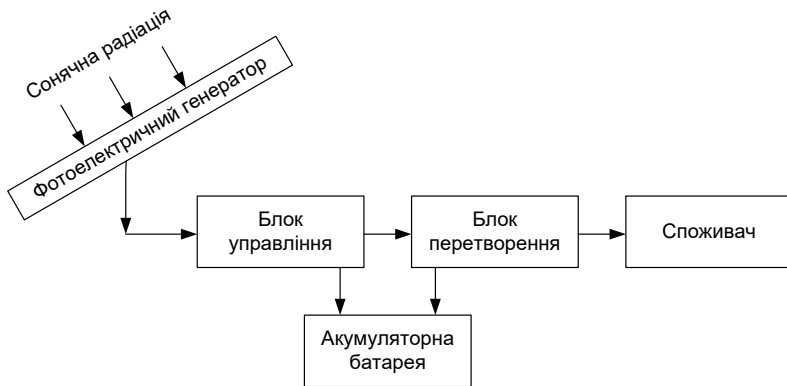 Сонячна радіація
Фотоелектричний генератор
Блок
управління
Блок
перетворення
Споживач
Акумуляторна
батарея